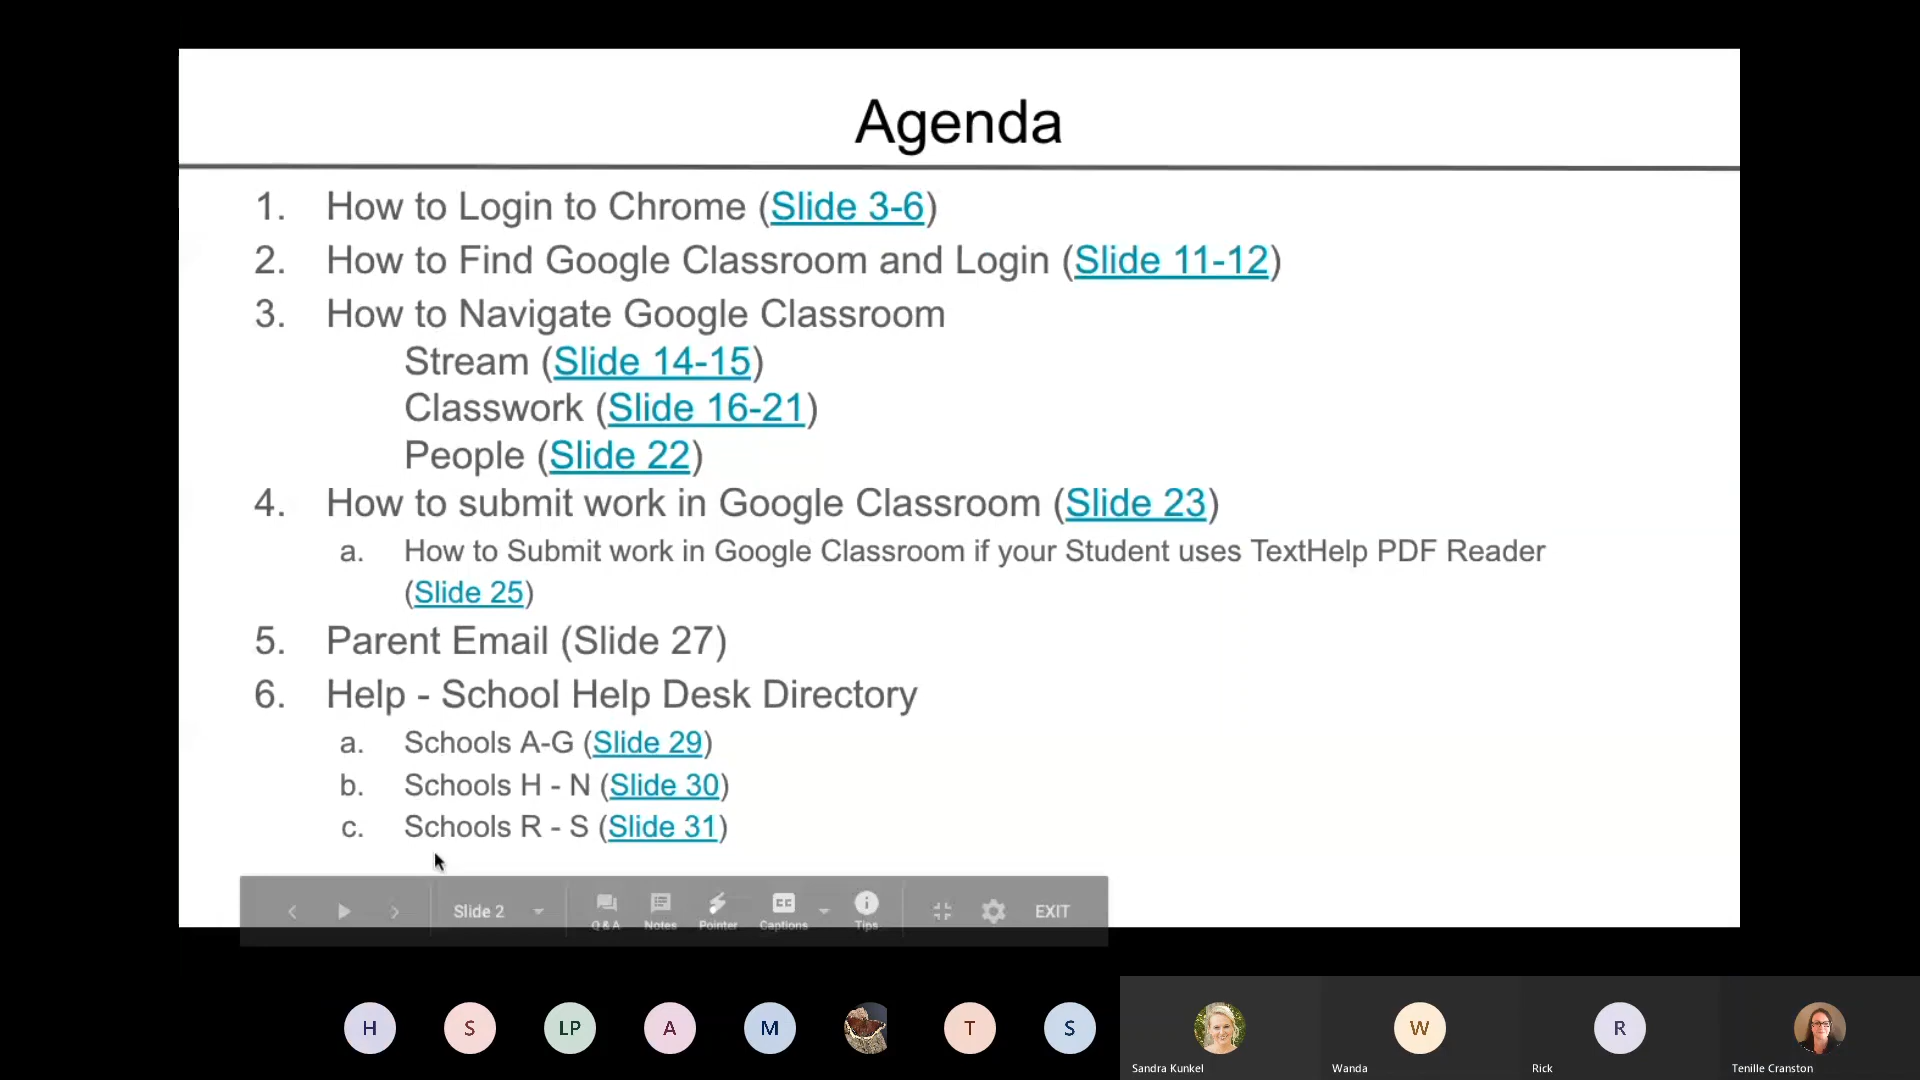 Agenda
1. How to Login to Chrome (Slide 3-6)
2. How to Find Google Classroom and Login (Slide 11-12)
3. How to Navigate Google Classroom
Stream (Slide 14-15)
Classwork (Slide 16-21)
People (Slide 22)
4. How to submit work in Google Classroom (Slide 23)
a. How to Submit work in Google Classroom if your Student uses TextHelp PDF Reader
(Slide 25)
5. Parent Email (Slide 27)
6. Help - School Help Desk Directory
a. Schools A-G (Slide 29)
b. Schools H - N (Slide 30)
c. Schools R - S (Slide 31)
Slide 2 Q & A Notes Pointer CC Captions Tips EXIT
H S LP A M T S W R
Sandra Kunkel Wanda Rick Tenille Cranston